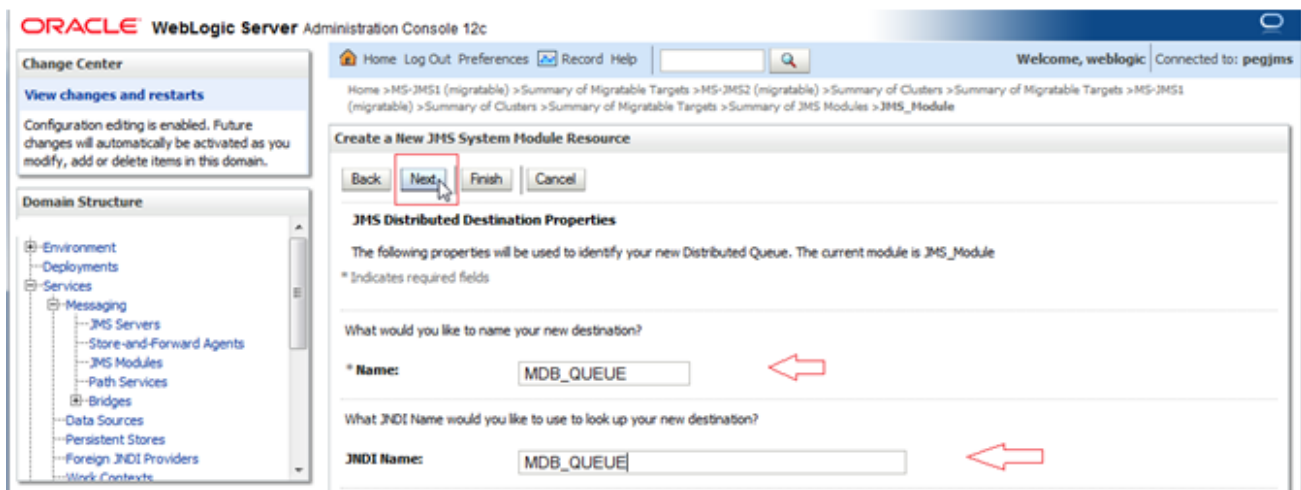 ORACLE WebLogic Server Administration Console 12c
Change Center
View changes and restarts
Configuration editing is enabled. Future
changes will automatically be activated as you
modify, add or delete items in this domain.
Domain Structure
Environment
Deployments
Services
Messaging
JMS Servers
Store-and-Forward Agents
JMS Modules
Path Services
Bridges
Data Sources
Persistent Stores
Foreign JNDI Providers
Work Contexts
Home Log Out Preferences Record Help
Welcome, weblogic Connected to: pegjms
Home >MS-JMS1 (migratable) >Summary of Migratable Targets >MS-JMS2 (migratable) >Summary of Clusters >Summary of Migratable Targets >MS-JMS1
(migratable) >Summary of Clusters >Summary of Migratable Targets >Summary of JMS Modules >JMS_Module
Create a New JMS System Module Resource
Back Next Finish Cancel
JMS Distributed Destination Properties
The following properties will be used to identify your new Distributed Queue. The current module is JMS_Module
* Indicates required fields
What would you like to name your new destination?
* Name: MDB_QUEUE
What JNDI Name would you like to use to look up your new destination?
JNDI Name: MDB_QUEUE